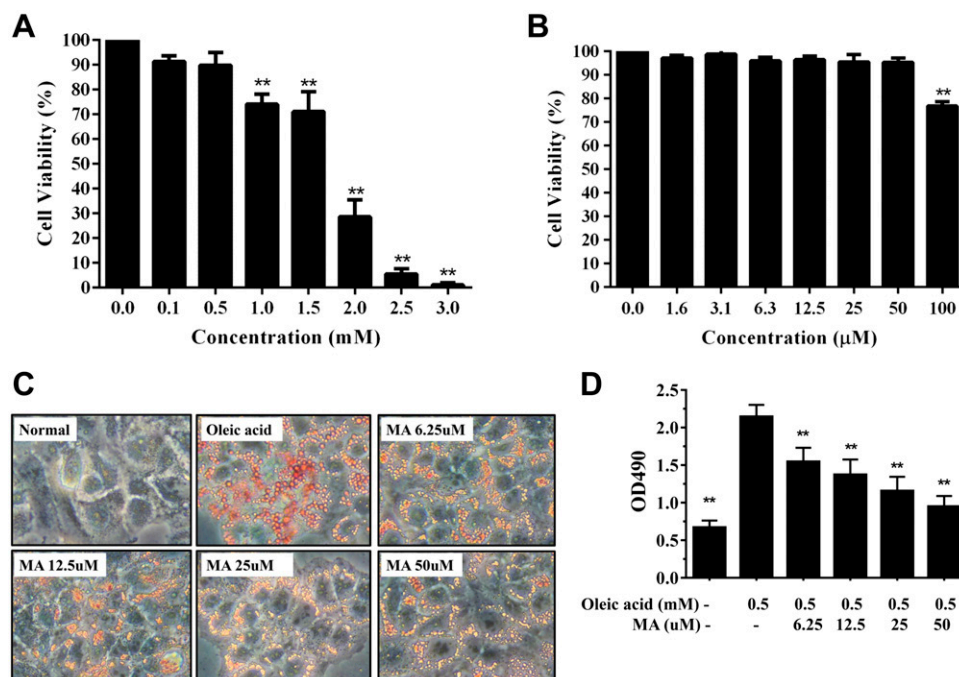 A
100
90
80
70
60
50
40
30
20
10
0
Cell Viability (%)
** ** ** ** **
0.0 0.1 0.5 1.0 1.5 2.0 2.5 3.0
Concentration (mM)
B
100
90
80
70
60
50
40
30
20
10
0
Cell Viability (%)
**
0.0 1.6 3.1 6.3 12.5 25 50 100
Concentration (μM)
C
Normal
Oleic acid
MA 6.25uM
MA 12.5uM
MA 25uM
MA 50uM
D
2.5
2.0
1.5
1.0
0.5
0.0
OD490
** ** ** ** **
Oleic acid (mM) - 0.5 0.5 0.5 0.5 0.5
MA (uM) - - 6.25 12.5 25 50